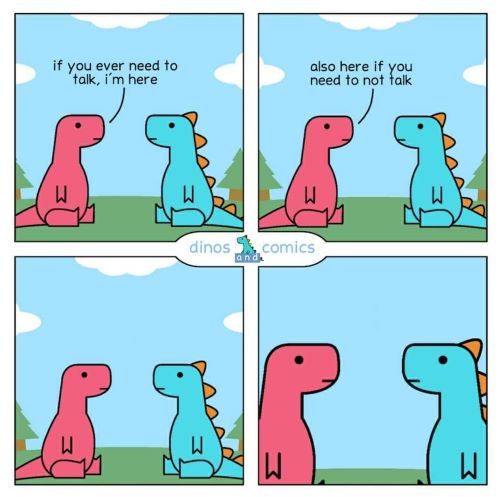 if you ever need to
talk, i'm here
also here if you
need to not talk
dinos and comics